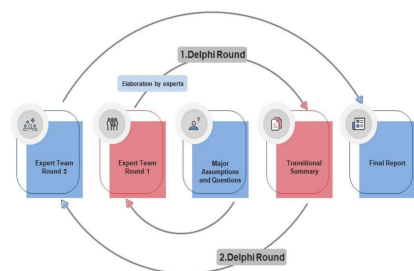 1.Delphi Round
Elaboration by experts
Expert Team
Round 2
Expert Team
Round 1
Major
Assumptions
and Questions
Transitional
Summary
Final Report
2.Delphi Round